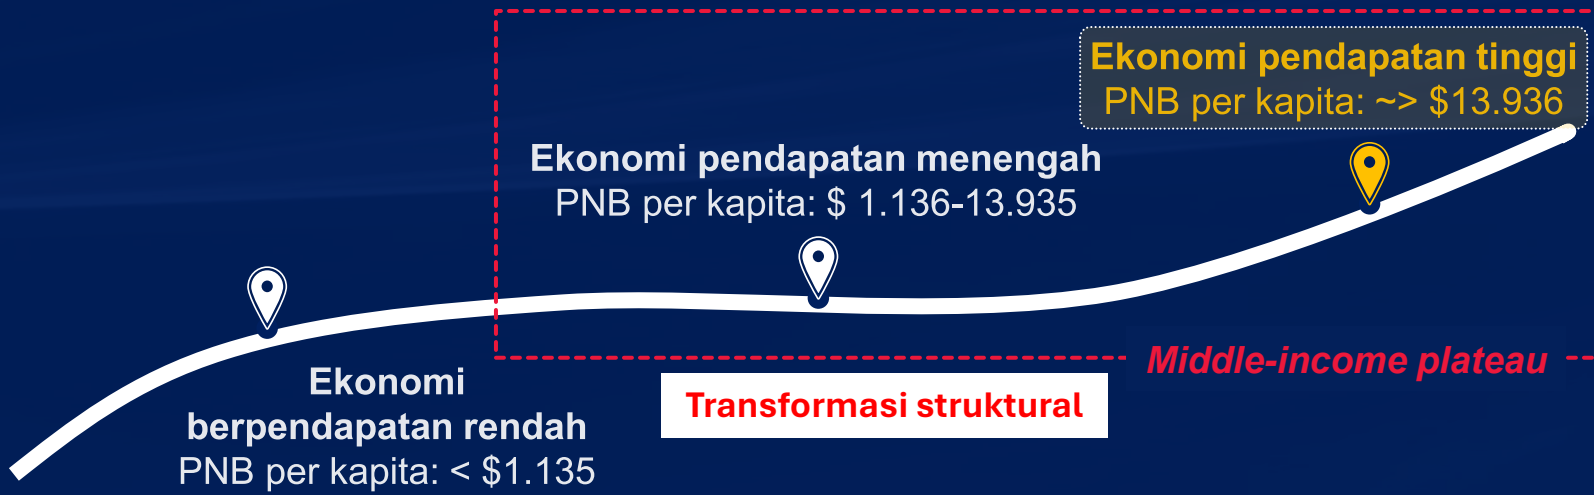 Ekonomi pendapatan tinggi
PNB per kapita: ~> $13.936
Ekonomi pendapatan menengah
PNB per kapita: $ 1.136-13.935
Middle-income plateau
Ekonomi
berpendapatan rendah
PNB per kapita: < $1.135
Transformasi struktural